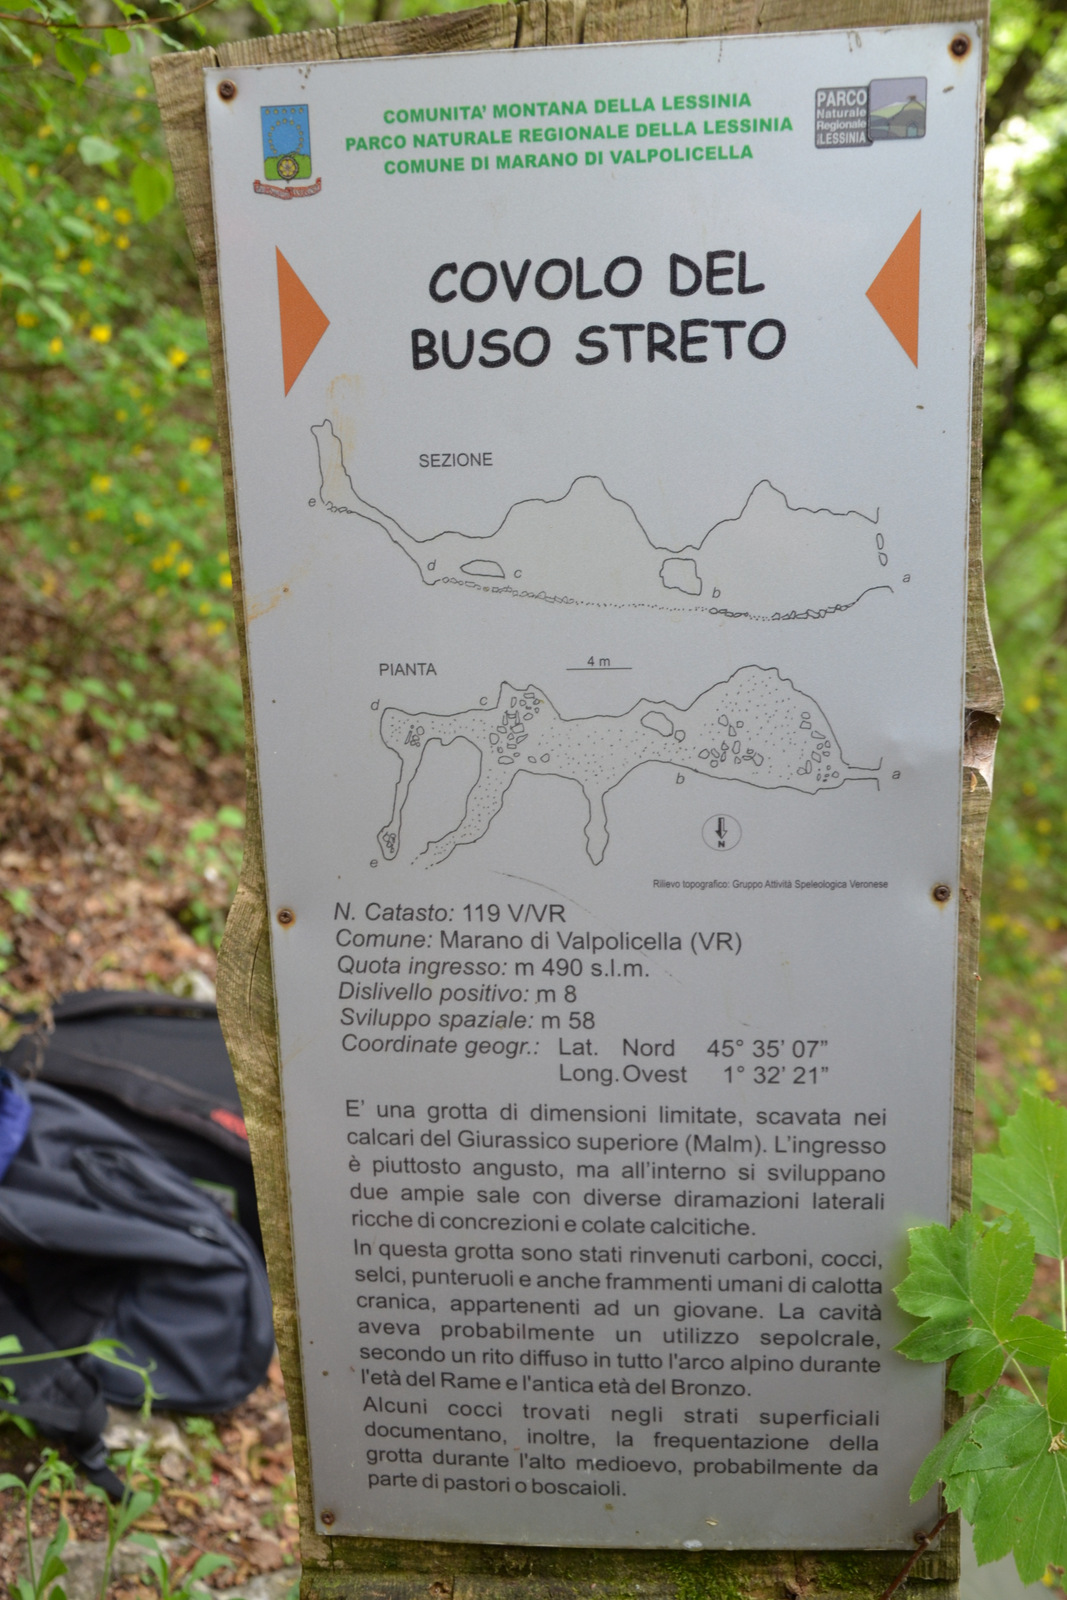 COMUNITA' MONTANA DELLA LESSINIA
PARCO NATURALE REGIONALE DELLA LESSINIA
COMUNE DI MARANO DI VALPOLICELLA
PARCO
Naturale
Regionale
della LESSINIA
COVOLO DEL
BUSO STRETO
SEZIONE
e
d
c
b
a
PIANTA
4 m
d
c
b
a
e
N
Rilievo topografico: Gruppo Attività Speleologica Veronese
N. Catasto: 119 V/VR
Comune: Marano di Valpolicella (VR)
Quota ingresso: m 490 s.l.m.
Dislivello positivo: m 8
Sviluppo spaziale: m 58
Coordinate geogr.: Lat. Nord 45° 35' 07"
Long. Ovest 1° 32' 21"
E' una grotta di dimensioni limitate, scavata nei
calcari del Giurassico superiore (Malm). L'ingresso
è piuttosto angusto, ma all'interno si sviluppano
due ampie sale con diverse diramazioni laterali
ricche di concrezioni e colate calcitiche.
In questa grotta sono stati rinvenuti carboni, cocci,
selci, punteruoli e anche frammenti umani di calotta
cranica, appartenenti ad un giovane. La cavità
aveva probabilmente un utilizzo sepolcrale,
secondo un rito diffuso in tutto l'arco alpino durante
l'età del Rame e l'antica età del Bronzo.
Alcuni cocci trovati negli strati superficiali
documentano, inoltre, la frequentazione della
grotta durante l'alto medioevo, probabilmente da
parte di pastori o boscaioli.